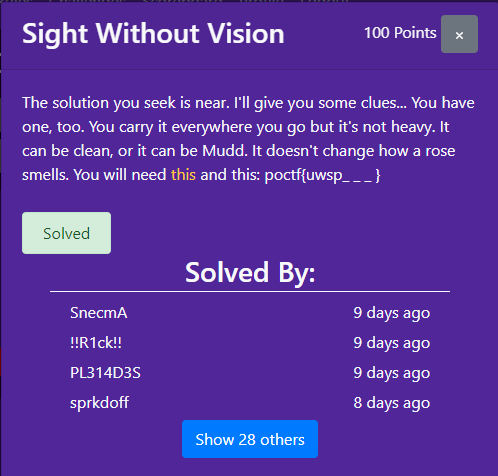 Sight Without Vision
100 Points ×
The solution you seek is near. I'll give you some clues... You have
one, too. You carry it everywhere you go but it's not heavy. It
can be clean, or it can be Mudd. It doesn't change how a rose
smells. You will need this and this: poctf{uwsp_ _ _ }
Solved
Solved By:
SnecmA 9 days ago
!!R1ck!! 9 days ago
PL314D3S 9 days ago
sprkdoff 8 days ago
Show 28 others